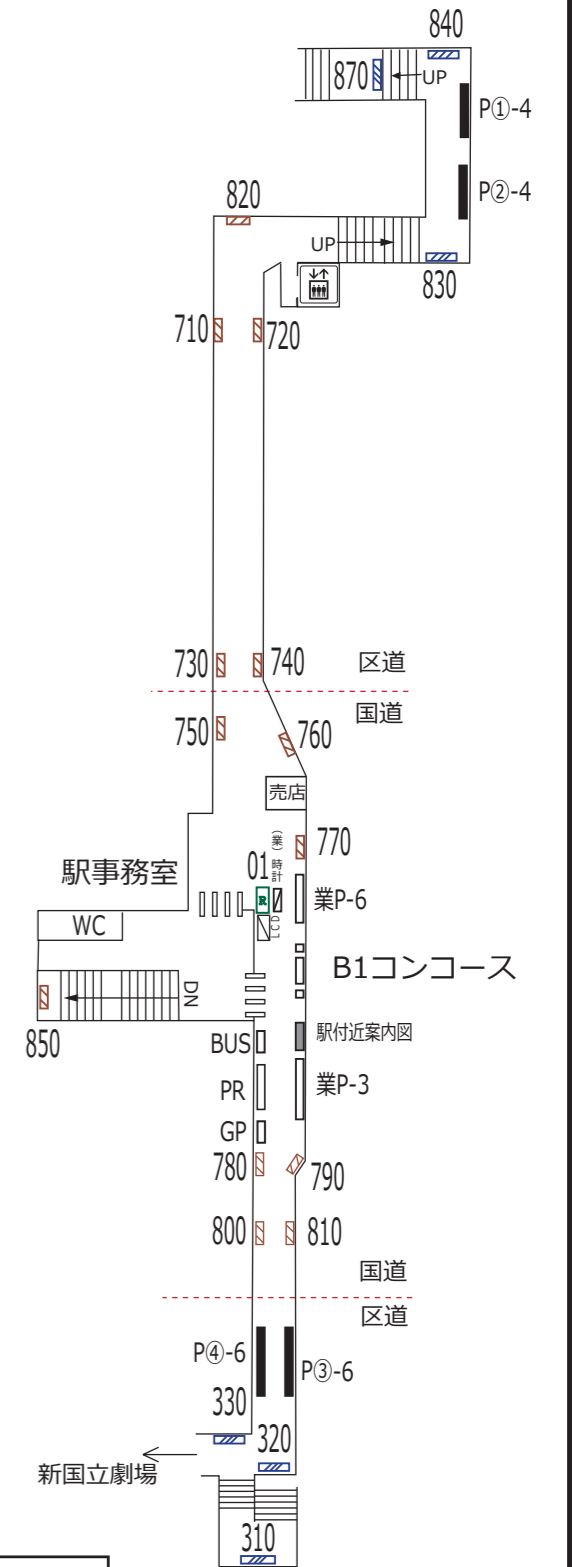 840
870
UP
P①-4
P②-4
820
UP
830
710
720
730
740
区道
国道
750
760
売店
770
(業)時計
01
駅事務室
R
業P-6
LCD
WC
B1コンコース
DN
850
BUS
駅付近案内図
PR
業P-3
GP
780
790
800
810
国道
区道
P④-6
P③-6
330
320
新国立劇場
310